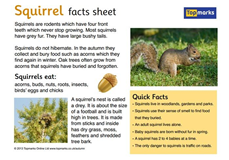 Squirrel facts sheet
Topmarks
Squirrels are rodents which have four front
teeth which never stop growing. Most squirrels
have grey fur. They have large bushy tails.
Squirrels do not hibernate. In the autumn they
collect and bury food such as acorns which they
find again in winter. Oak trees often grow from
acorns that squirrels have buried and forgotten.
Squirrels eat:
acorns, buds, nuts, roots, insects,
birds' eggs and chicks
A squirrel's nest is called
a drey. It is about the size
of a football and is built
high in trees. It is made
from sticks and inside
has dry grass, moss,
feathers and shredded
tree bark.
Quick Facts
- Squirrels live in woodlands, gardens and parks.
- Squirrels use their sense of smell to find food
that they buried.
- An adult squirrel lives alone.
- Baby squirrels are born without fur in spring.
- A squirrel has 2 to 4 babies at a time.
- The only danger to squirrels is traffic on roads.